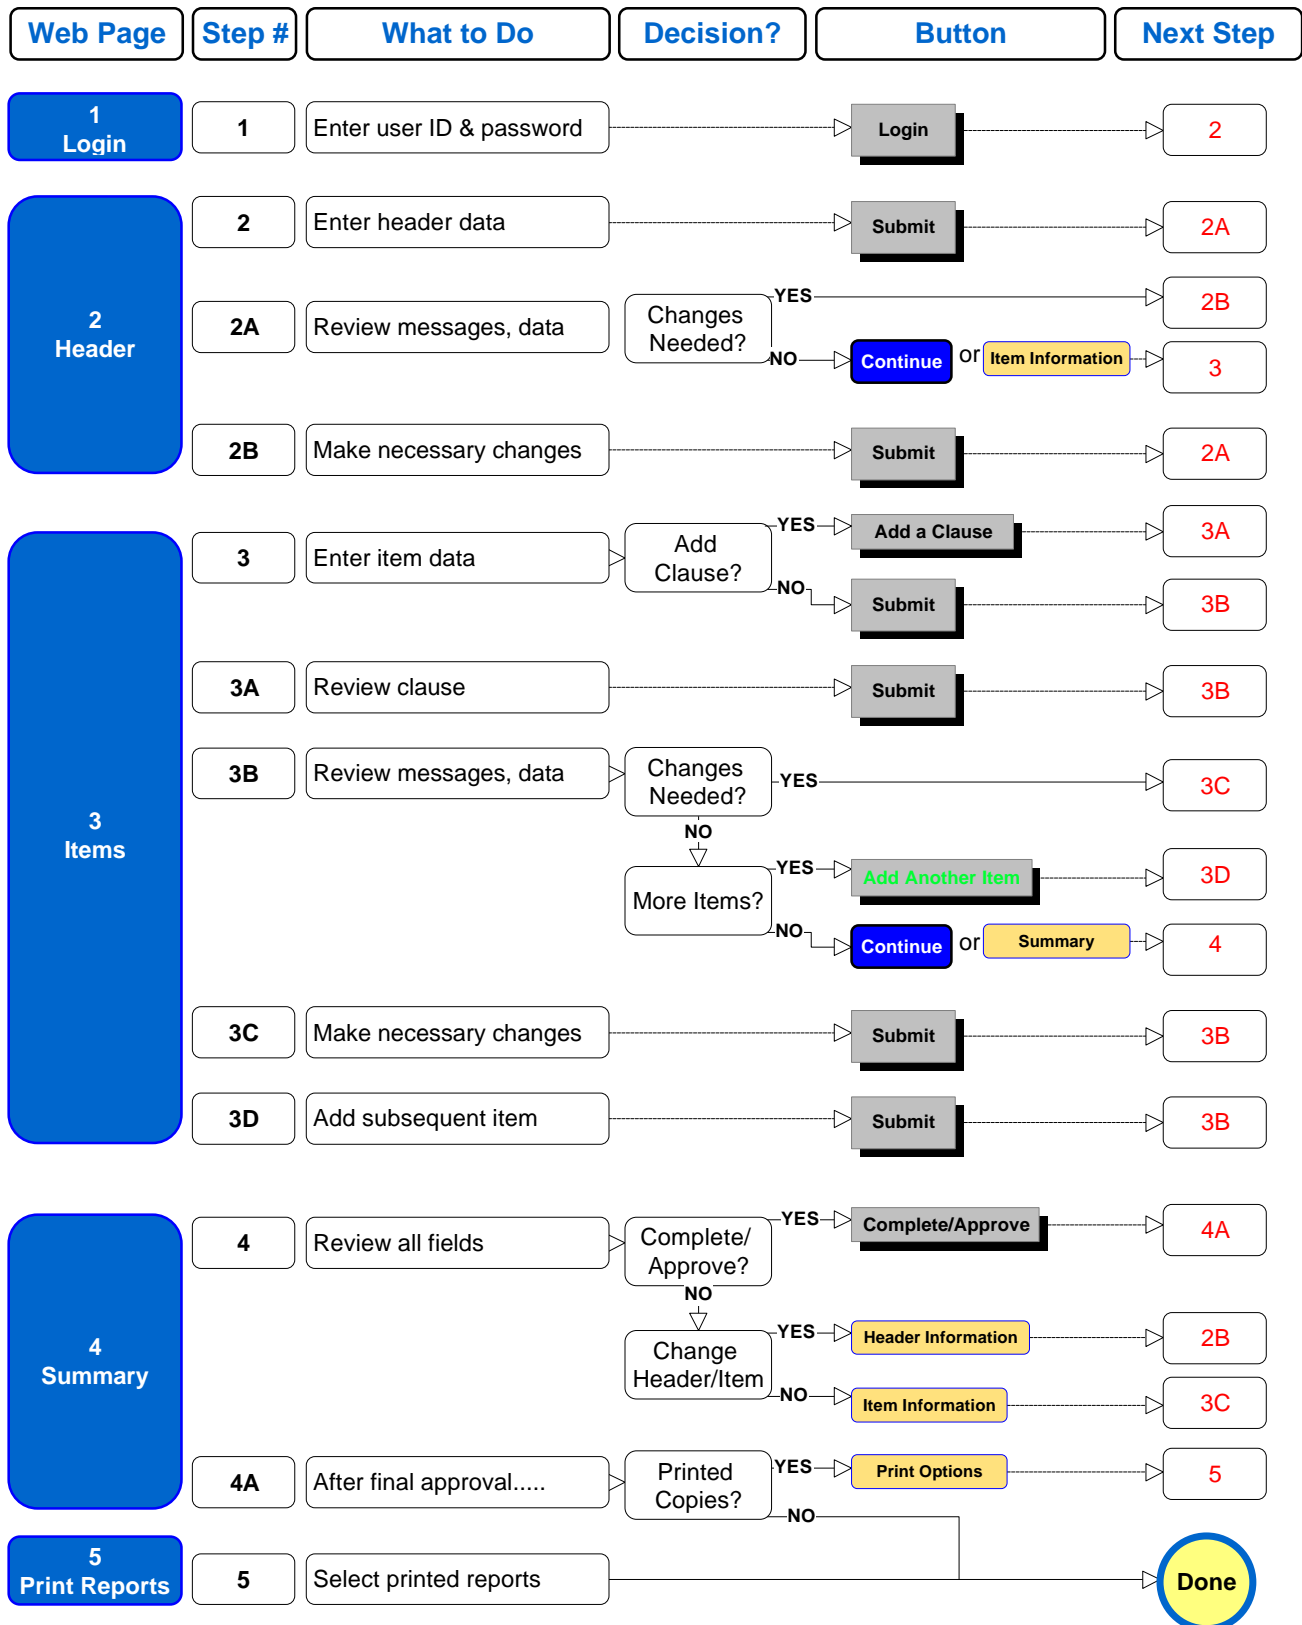 Web Page
Step #
What to Do
Decision?
Button
Next Step
1
Login
1
Enter user ID & password
Login
2
2
Header
2
Enter header data
Submit
2A
2A
Review messages, data
Changes
Needed?
YES
2B
NO
Continue
or
Item Information
3
2B
Make necessary changes
Submit
2A
3
Items
3
Enter item data
Add
Clause?
YES
Add a Clause
3A
NO
Submit
3B
3A
Review clause
Submit
3B
3B
Review messages, data
Changes
Needed?
YES
3C
NO
More Items?
YES
Add Another Item
3D
NO
Continue
or
Summary
4
3C
Make necessary changes
Submit
3B
3D
Add subsequent item
Submit
3B
4
Summary
4
Review all fields
Complete/
Approve?
YES
Complete/Approve
4A
NO
Change
Header/Item
YES
Header Information
2B
NO
Item Information
3C
4A
After final approval.....
Printed
Copies?
YES
Print Options
5
NO
5
Print Reports
5
Select printed reports
Done